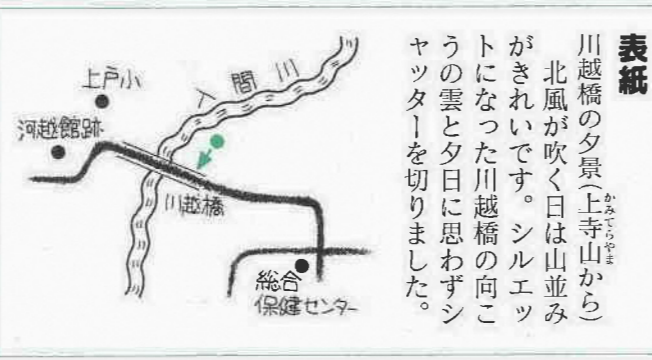 表紙
川越橋の夕景(上寺山から)
かみてらやま
北風が吹く日は山並み
がきれいです。シルエッ
トになった川越橋の向こ
うの雲と夕日に思わずシ
ャッターを切りました。
上戸小
入間川
河越館跡
川越橋
総合
保健センター